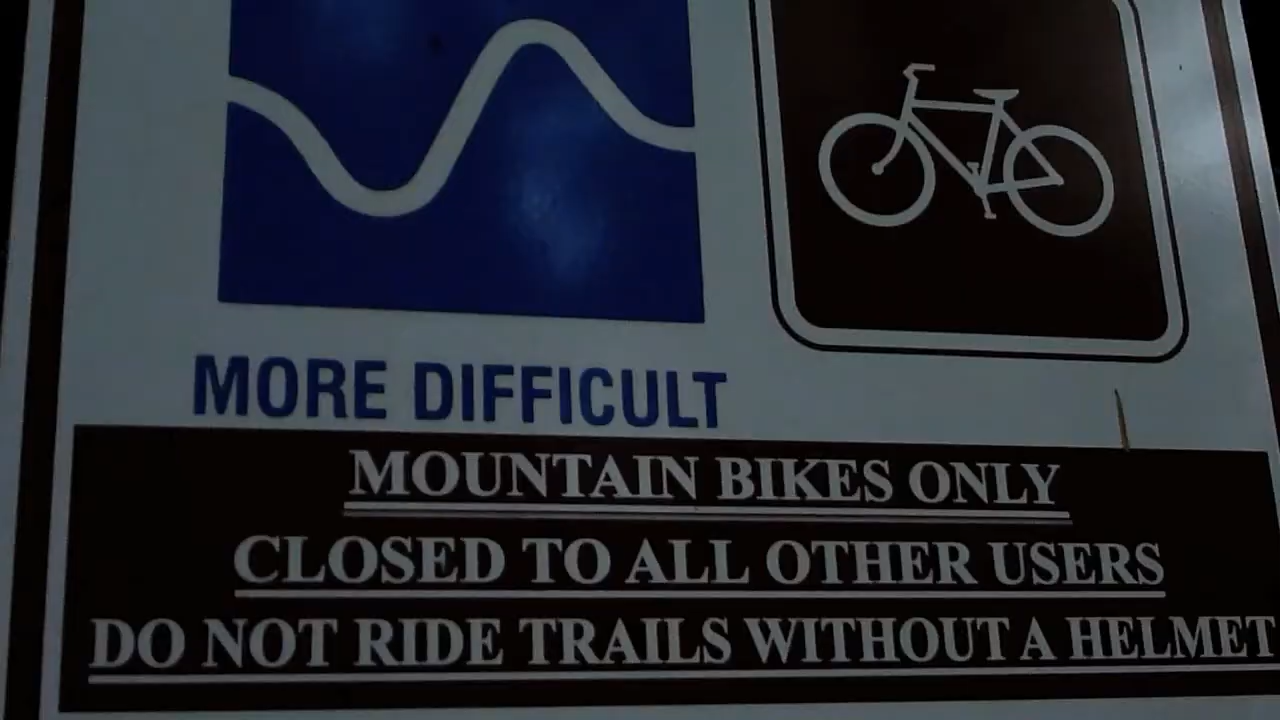 MORE DIFFICULT
MOUNTAIN BIKES ONLY
CLOSED TO ALL OTHER USERS
DO NOT RIDE TRAILS WITHOUT A HELMET